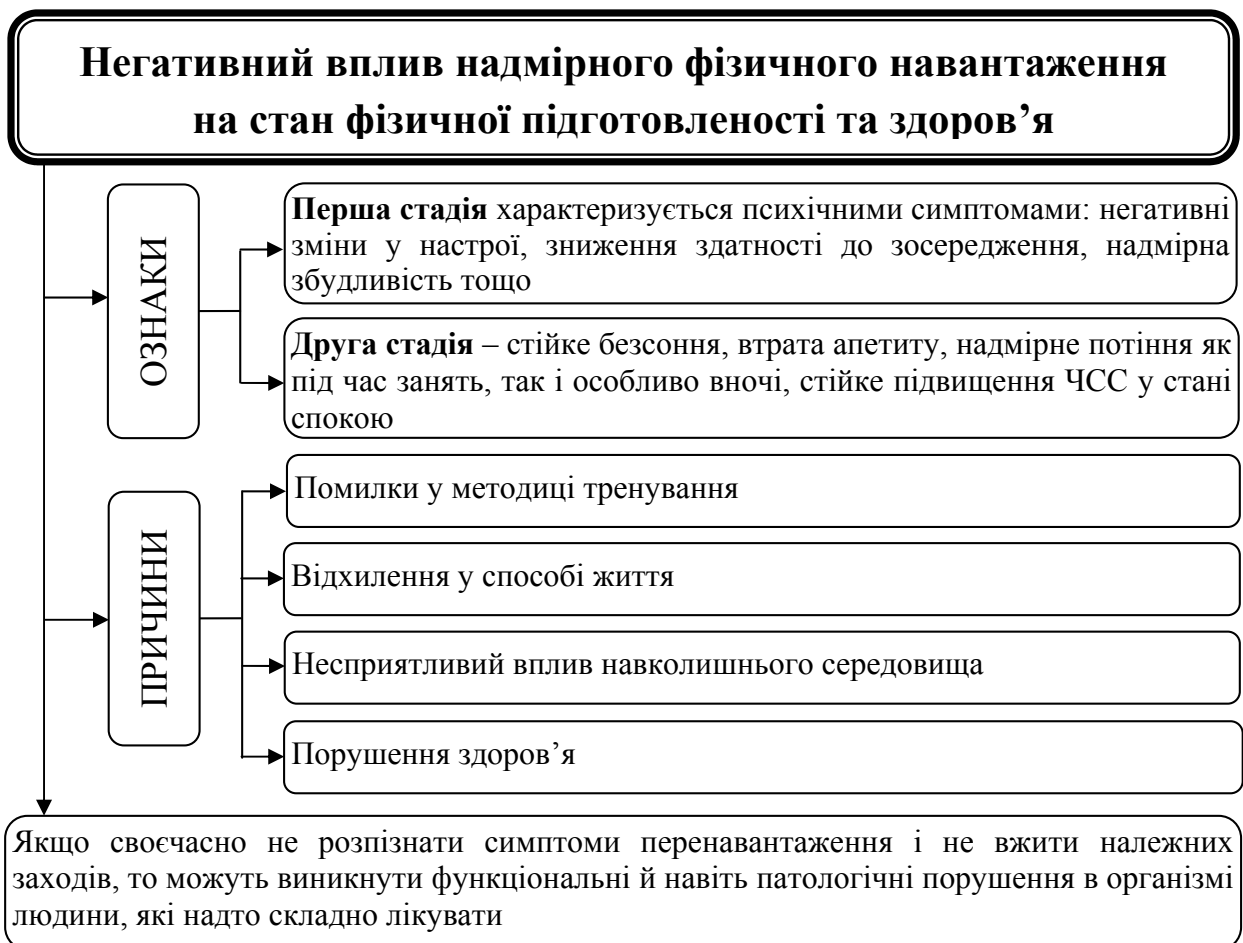 Негативний вплив надмірного фізичного навантаження
на стан фізичної підготовленості та здоров’я
ОЗНАКИ
Перша стадія характеризується психічними симптомами: негативні
зміни у настрої, зниження здатності до зосередження, надмірна
збудливість тощо
Друга стадія – стійке безсоння, втрата апетиту, надмірне потіння як
під час занять, так і особливо вночі, стійке підвищення ЧСС у стані
спокою
ПРИЧИНИ
Помилки у методиці тренування
Відхилення у способі життя
Несприятливий вплив навколишнього середовища
Порушення здоров’я
Якщо своєчасно не розпізнати симптоми перенавантаження і не вжити належних
заходів, то можуть виникнути функціональні й навіть патологічні порушення в організмі
людини, які надто складно лікувати